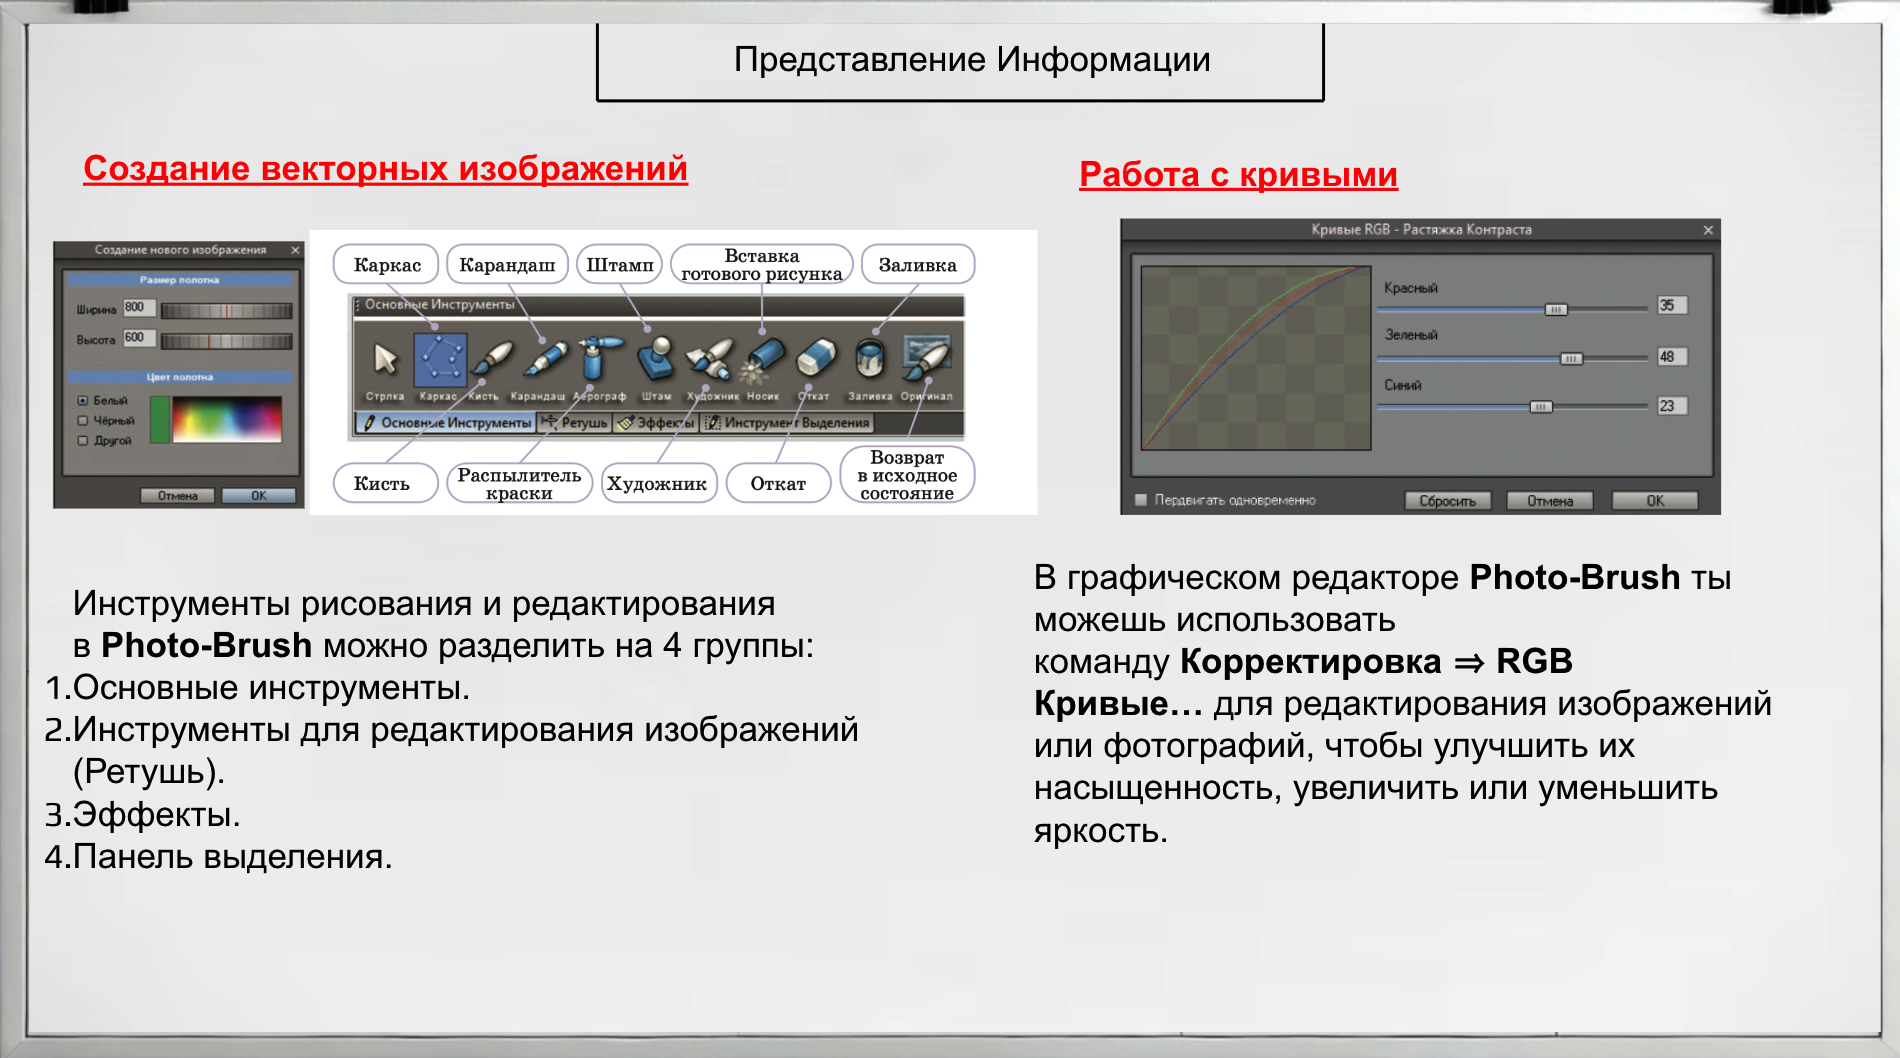 Представление Информации
Создание векторных изображений
Работа с кривыми
Создание нового изображения
Размер полотна
Ширина 800
Высота 600
Цвет полотна
Белый
Чёрный
Другой
Отмена OK
Каркас Карандаш Штамп Вставка готового рисунка Заливка
Основные Инструменты
Стрлка Каркас Кисть Карандаш Аерограф Штам Художник Носик Откат Заливка Оригинал
Основные Инструменты Ретушь Эффекты Инструмент Выделения
Кисть Распылитель краски Художник Откат Возврат в исходное состояние
Кривые RGB - Растяжка Контраста
Красный 35
Зеленый 48
Синий 23
Пердвигать одновременно Сбросить Отмена OK
Инструменты рисования и редактирования
в Photo-Brush можно разделить на 4 группы:
1.Основные инструменты.
2.Инструменты для редактирования изображений
(Ретушь).
3.Эффекты.
4.Панель выделения.
В графическом редакторе Photo-Brush ты
можешь использовать
команду Корректировка ⇒ RGB
Кривые… для редактирования изображений
или фотографий, чтобы улучшить их
насыщенность, увеличить или уменьшить
яркость.